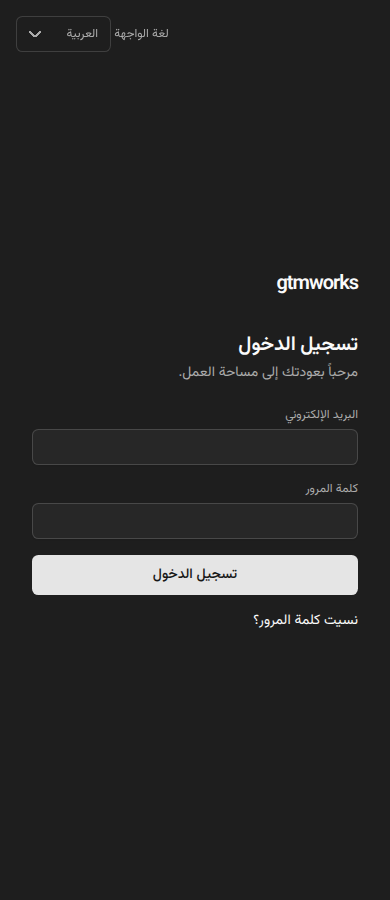 لغة الواجهة العربية
gtmworks
تسجيل الدخول
مرحباً بعودتك إلى مساحة العمل.
البريد الإلكتروني
كلمة المرور
تسجيل الدخول
نسيت كلمة المرور؟